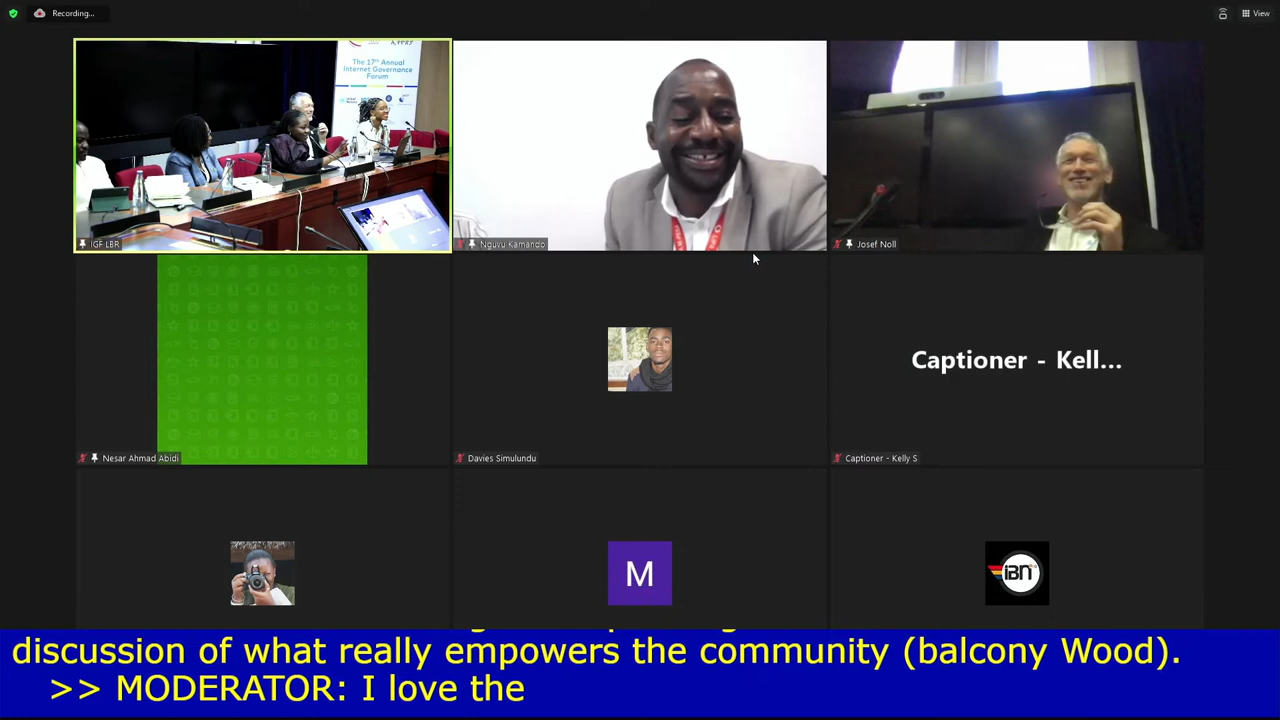 Recording...
View
The 17th Annual
Internet Governance
Forum
IGF LBR
Nguvu Kamando
Josef Noll
Captioner - Kell...
Nesar Ahmad Abidi
Davies Simulundu
Captioner - Kelly S
M
iBN
discussion of what really empowers the community (balcony Wood).
>> MODERATOR: I love the